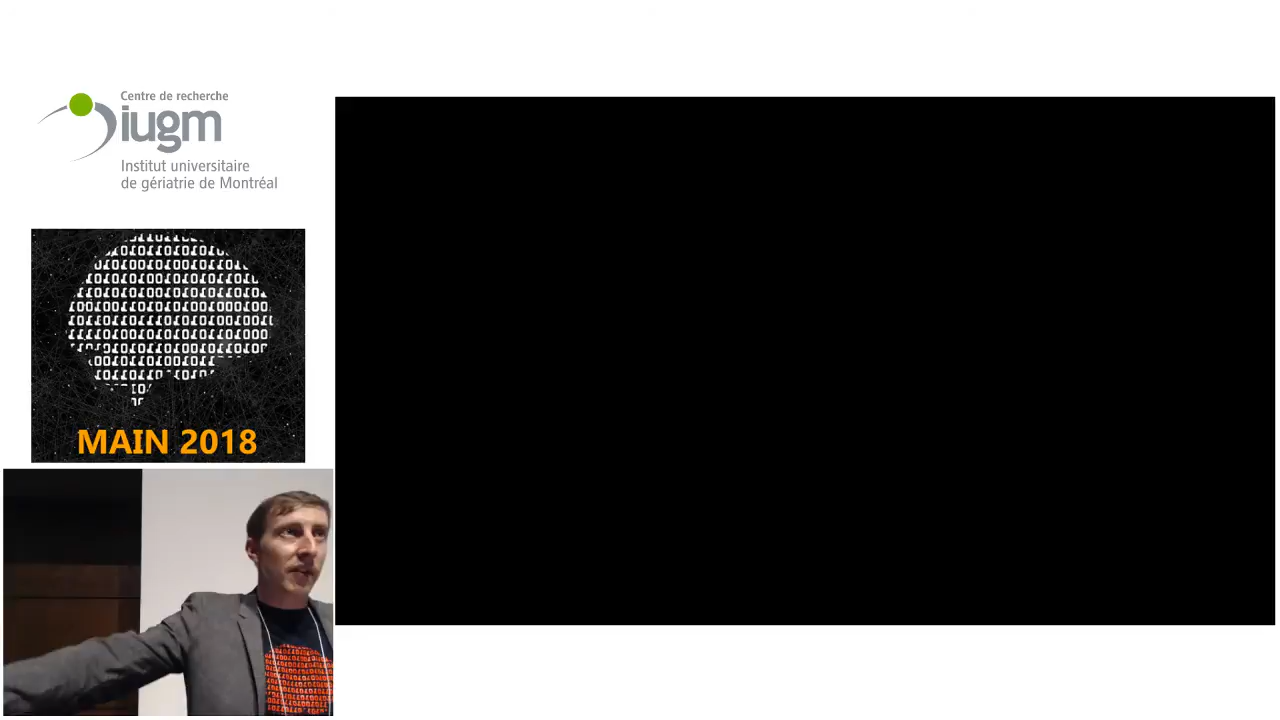 Centre de recherche
iugm
Institut universitaire
de gériatrie de Montréal
MAIN 2018